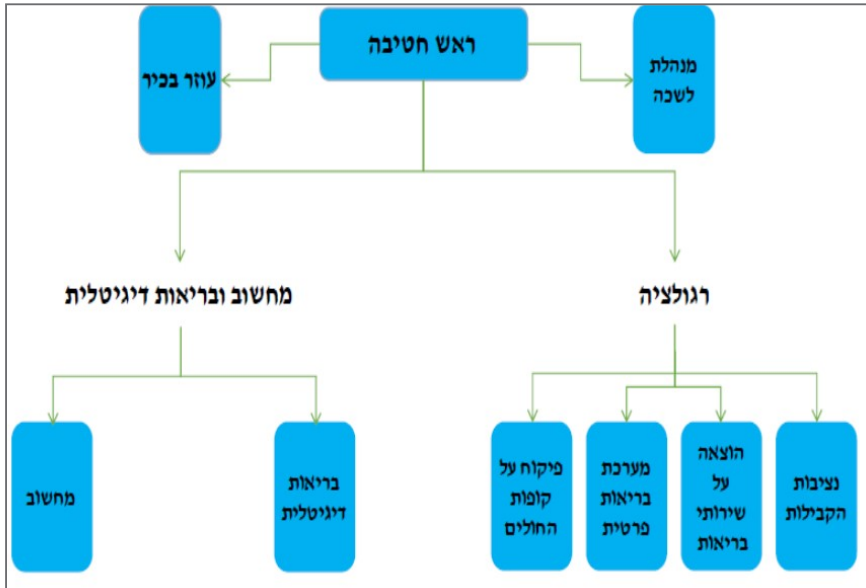 ראש חטיבה
מנהלת
לשכה
עוזר בכיר
רגולציה
מחשוב ובריאות דיגיטלית
נציבות
הקבילות
הוצאה
על
שירותי
בריאות
מערכת
בריאות
פרטית
פיקוח על
קופות
החולים
בריאות
דיגיטלית
מחשוב